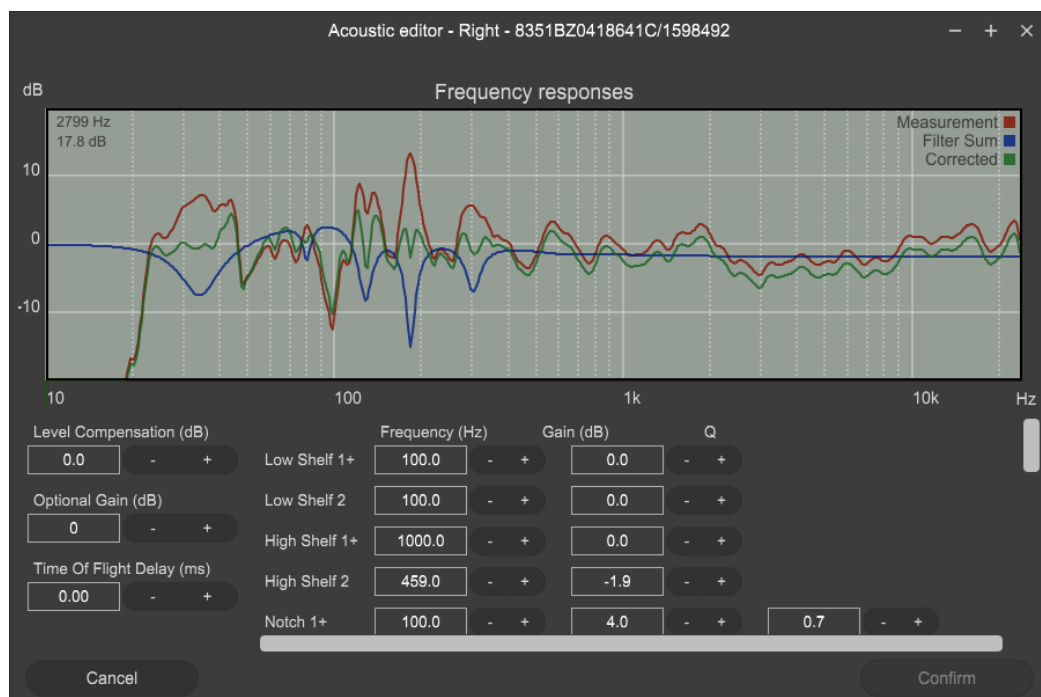 Acoustic editor - Right - 8351BZ0418641C/1598492
dB
Frequency responses
2799 Hz
17.8 dB
Measurement
Filter Sum
Corrected
10
0
-10
10 100 1k 10k Hz
Level Compensation (dB)
0.0 - +
Optional Gain (dB)
0 - +
Time Of Flight Delay (ms)
0.00 - +
Frequency (Hz) Gain (dB) Q
Low Shelf 1+ 100.0 - + 0.0 - +
Low Shelf 2 100.0 - + 0.0 - +
High Shelf 1+ 1000.0 - + 0.0 - +
High Shelf 2 459.0 - + -1.9 - +
Notch 1+ 100.0 - + 4.0 - + 0.7 - +
Cancel
Confirm